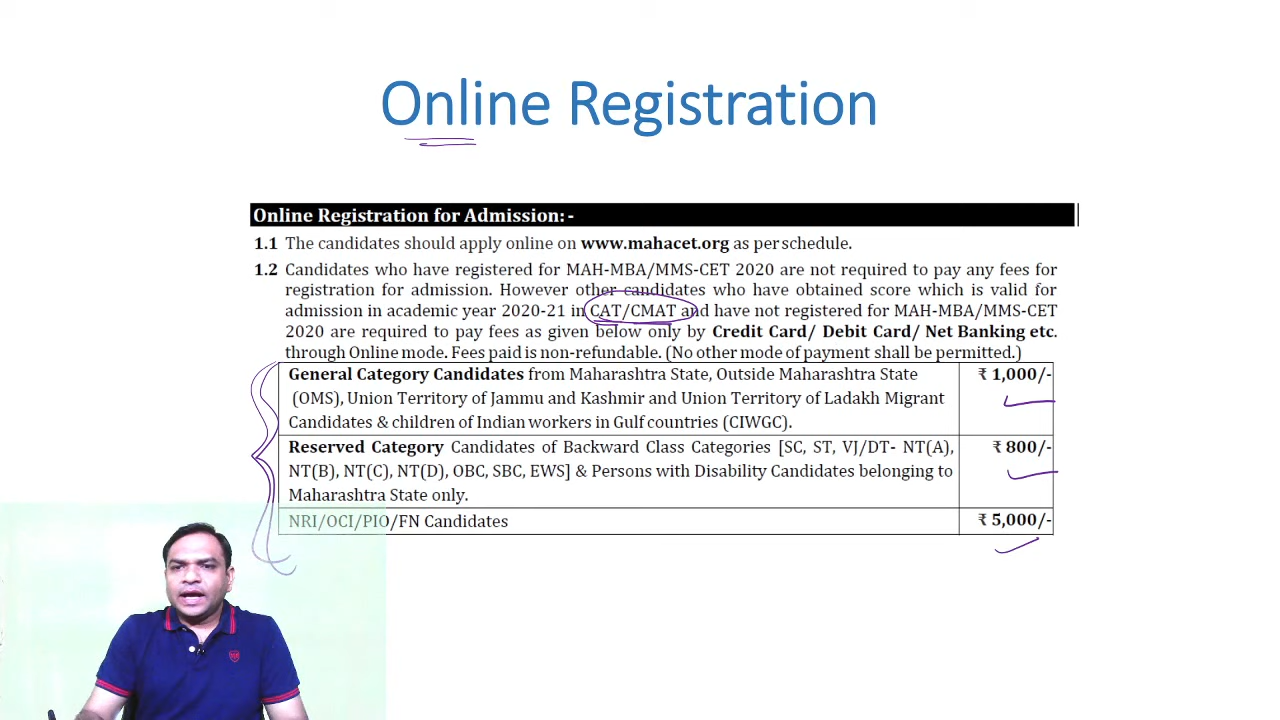 Online Registration
Online Registration for Admission: -
1.1 The candidates should apply online on www.mahacet.org as per schedule.
1.2 Candidates who have registered for MAH-MBA/MMS-CET 2020 are not required to pay any fees for
registration for admission. However other candidates who have obtained score which is valid for
admission in academic year 2020-21 in CAT/CMAT and have not registered for MAH-MBA/MMS-CET
2020 are required to pay fees as given below only by Credit Card/ Debit Card/ Net Banking etc.
through Online mode. Fees paid is non-refundable. (No other mode of payment shall be permitted.)
General Category Candidates from Maharashtra State, Outside Maharashtra State ₹ 1,000/-
(OMS), Union Territory of Jammu and Kashmir and Union Territory of Ladakh Migrant
Candidates & children of Indian workers in Gulf countries (CIWGC).
Reserved Category Candidates of Backward Class Categories [SC, ST, VJ/DT- NT(A), ₹ 800/-
NT(B), NT(C), NT(D), OBC, SBC, EWS] & Persons with Disability Candidates belonging to
Maharashtra State only.
NRI/OCI/PIO/FN Candidates ₹ 5,000/-